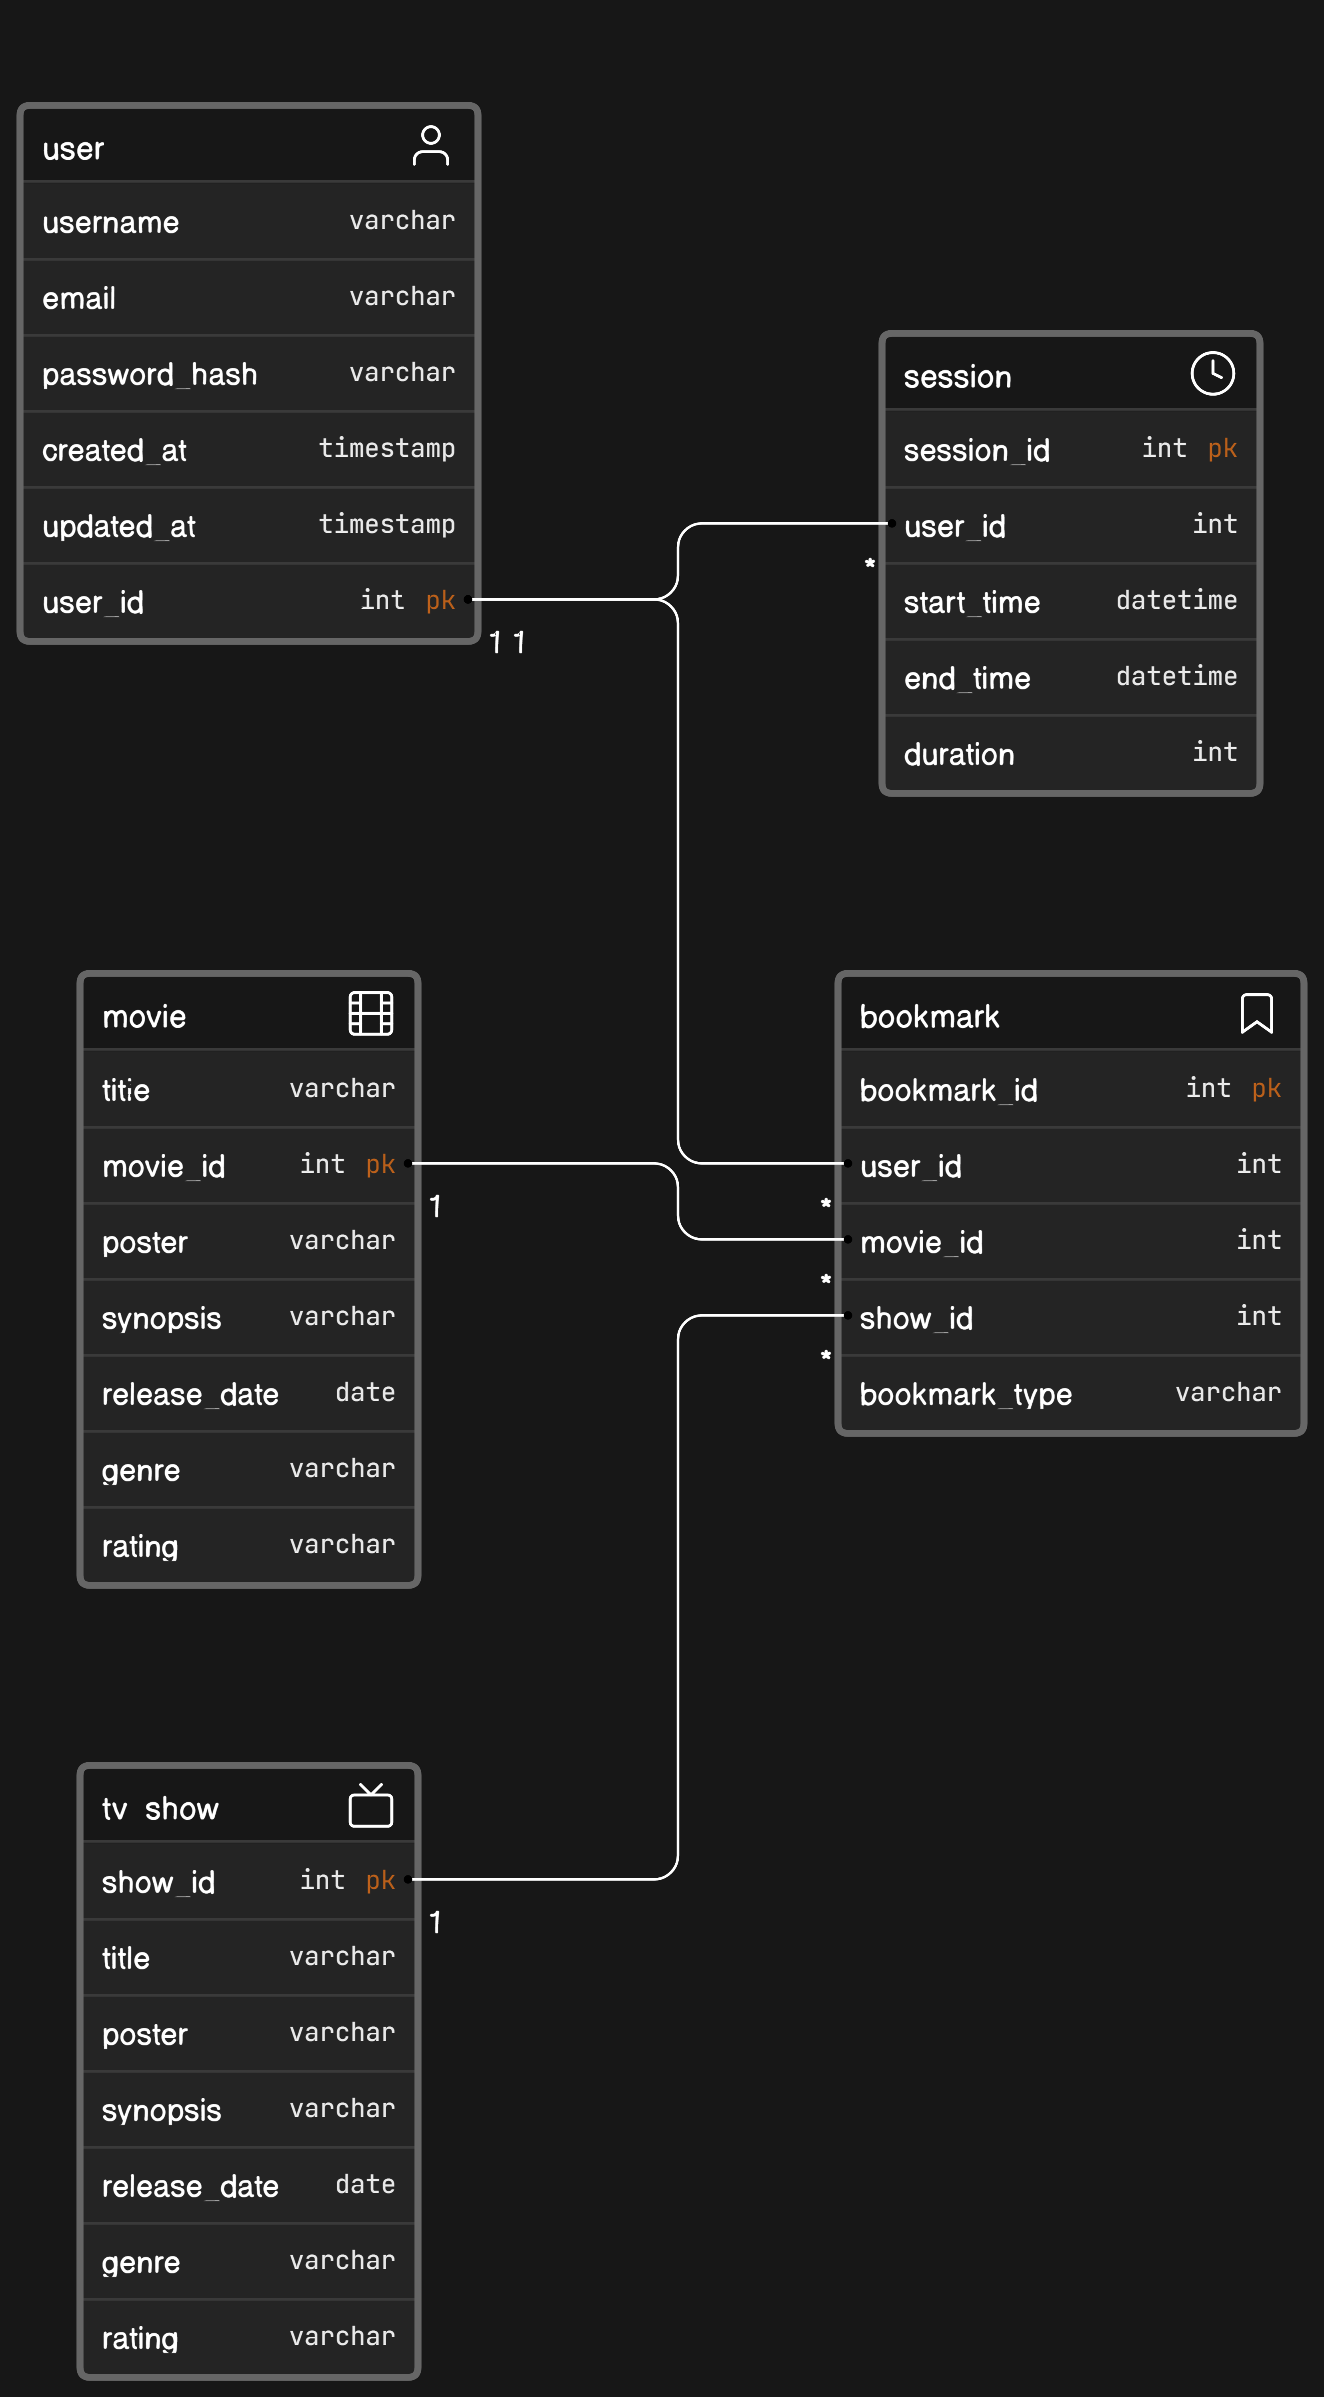 user
username varchar
email varchar
password_hash varchar
created_at timestamp
updated_at timestamp
user_id int pk
1 1
session
session_id int pk
user_id int
*
start_time datetime
end_time datetime
duration int
movie
title varchar
movie_id int pk
1
poster varchar
synopsis varchar
release_date date
genre varchar
rating varchar
bookmark
bookmark_id int pk
user_id int
*
movie_id int
*
show_id int
*
bookmark_type varchar
tv show
show_id int pk
1
title varchar
poster varchar
synopsis varchar
release_date date
genre varchar
rating varchar